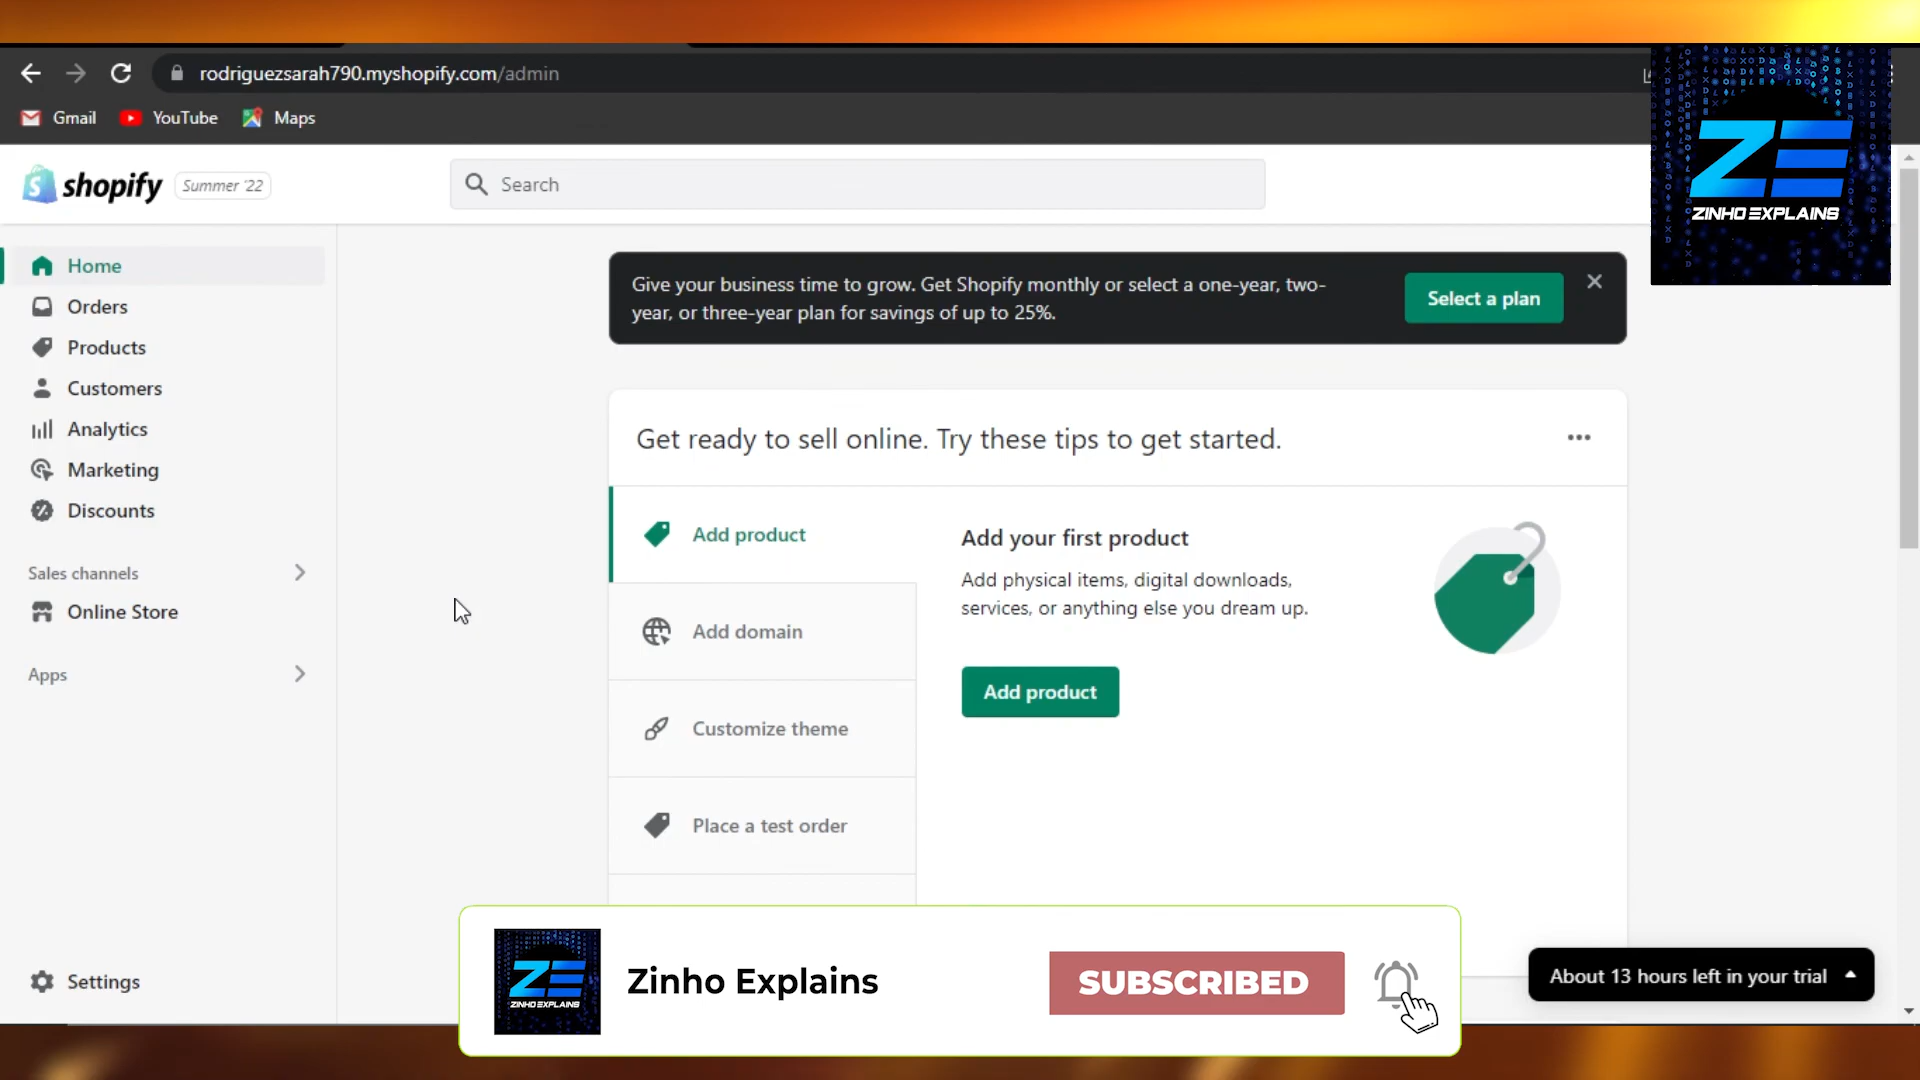 rodriguezsarah790.myshopify.com/admin
Gmail
YouTube
Maps
ZE
ZINHO EXPLAINS
shopify
Summer '22
Search
Home
Orders
Products
Customers
Analytics
Marketing
Discounts
Sales channels
Online Store
Apps
Settings
Give your business time to grow. Get Shopify monthly or select a one-year, two-
year, or three-year plan for savings of up to 25%.
Select a plan
Get ready to sell online. Try these tips to get started.
Add product
Add domain
Customize theme
Place a test order
Add your first product
Add physical items, digital downloads,
services, or anything else you dream up.
Add product
ZE
ZINHO EXPLAINS
Zinho Explains
SUBSCRIBED
About 13 hours left in your trial